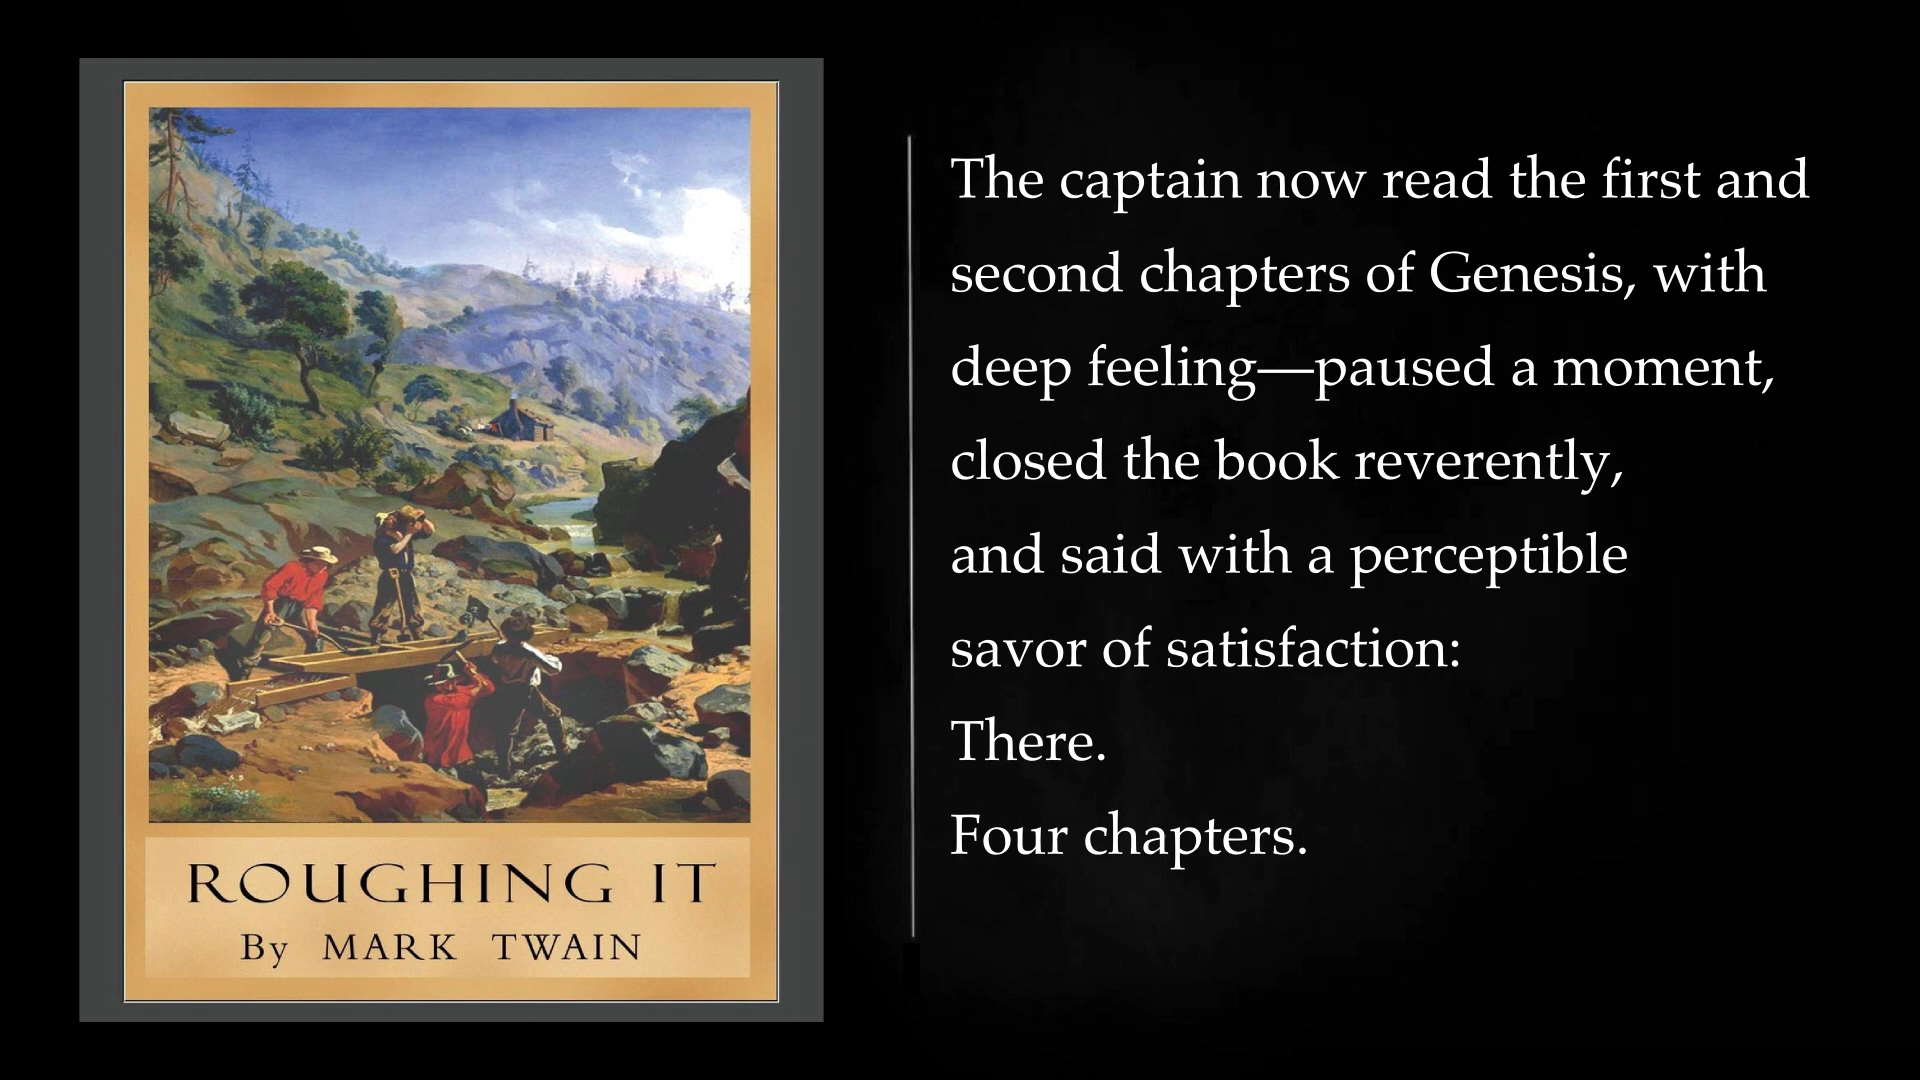 ROUGHING IT
By MARK TWAIN
The captain now read the first and
second chapters of Genesis, with
deep feeling—paused a moment,
closed the book reverently,
and said with a perceptible
savor of satisfaction:
There.
Four chapters.